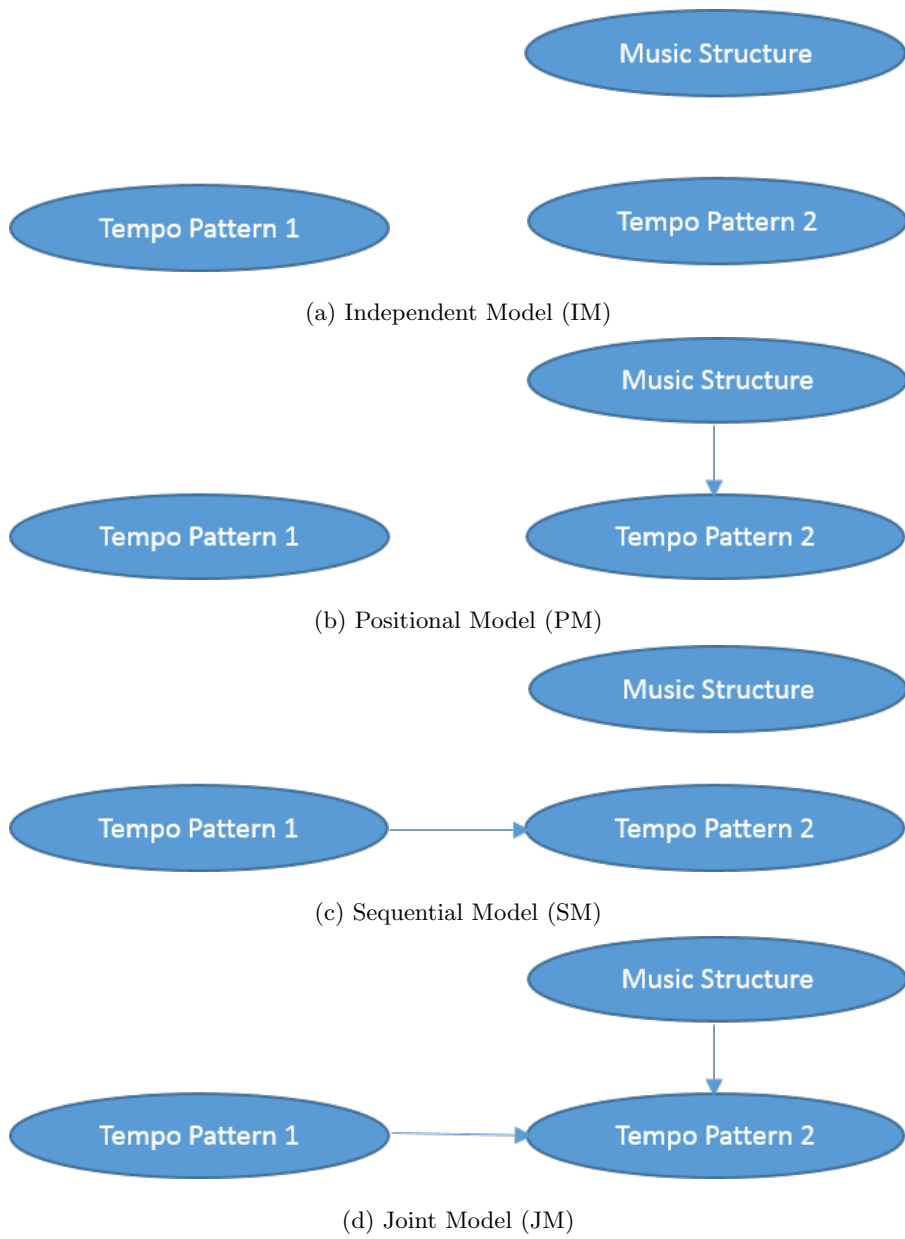 Music Structure
Tempo Pattern 1
Tempo Pattern 2
(a) Independent Model (IM)
Music Structure
Tempo Pattern 1
Tempo Pattern 2
(b) Positional Model (PM)
Music Structure
Tempo Pattern 1
Tempo Pattern 2
(c) Sequential Model (SM)
Music Structure
Tempo Pattern 1
Tempo Pattern 2
(d) Joint Model (JM)